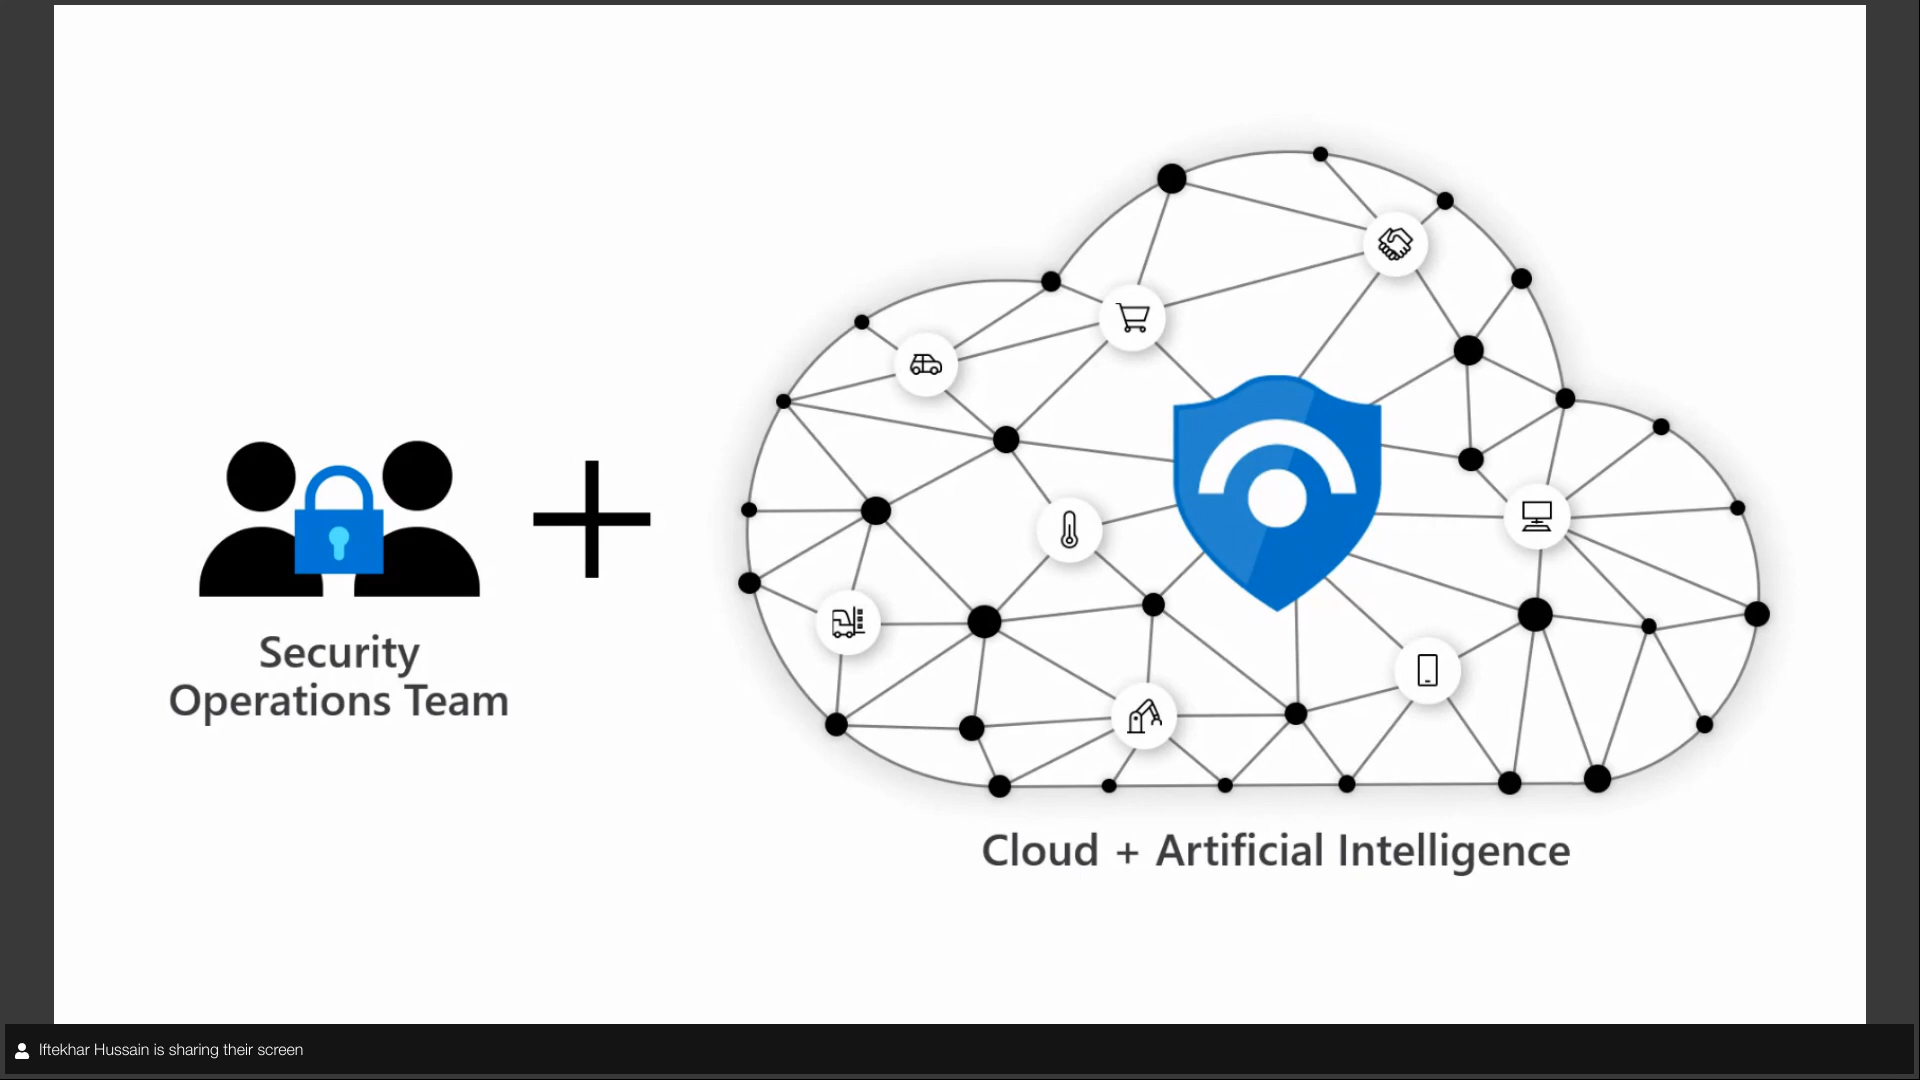 Security
Operations Team
Cloud + Artificial Intelligence
Iftekhar Hussain is sharing their screen